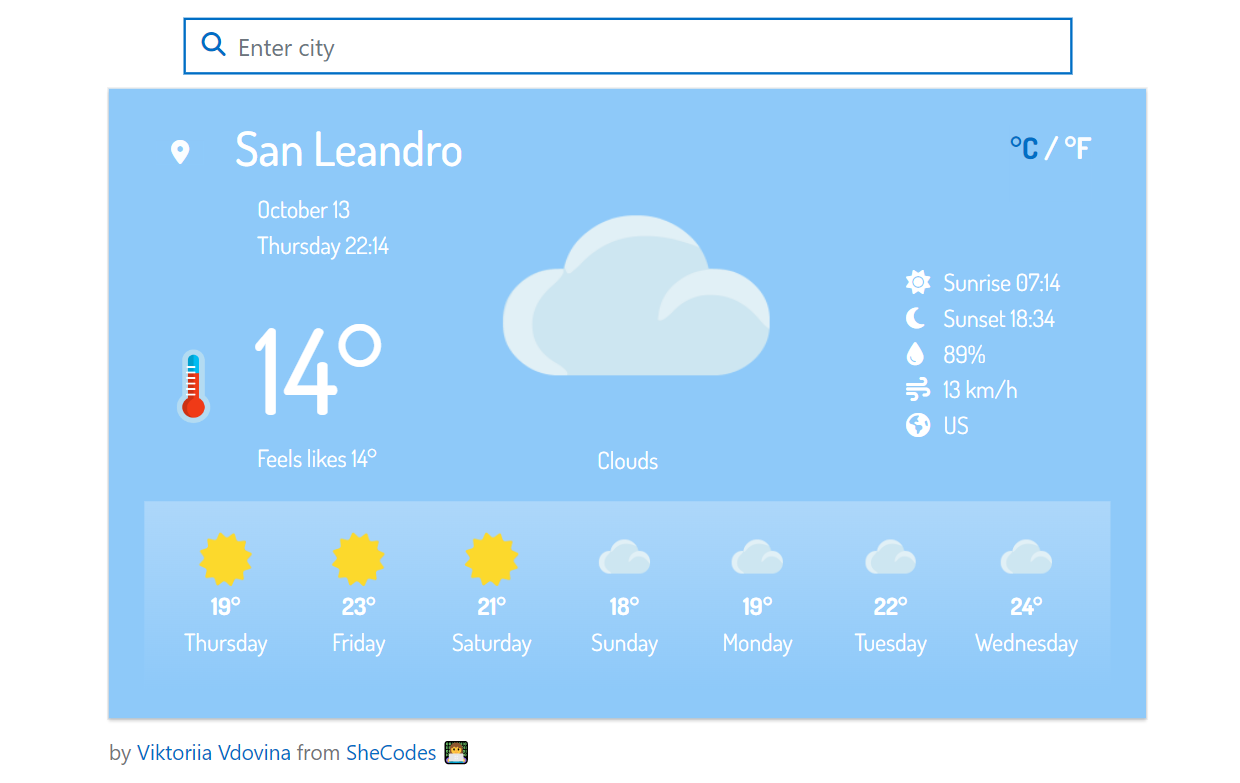 Enter city
San Leandro
°C / °F
October 13
Thursday 22:14
Sunrise 07:14
Sunset 18:34
89%
13 km/h
US
14°
Feels likes 14°
Clouds
19° 23° 21° 18° 19° 22° 24°
Thursday Friday Saturday Sunday Monday Tuesday Wednesday
by Viktoriia Vdovina from SheCodes